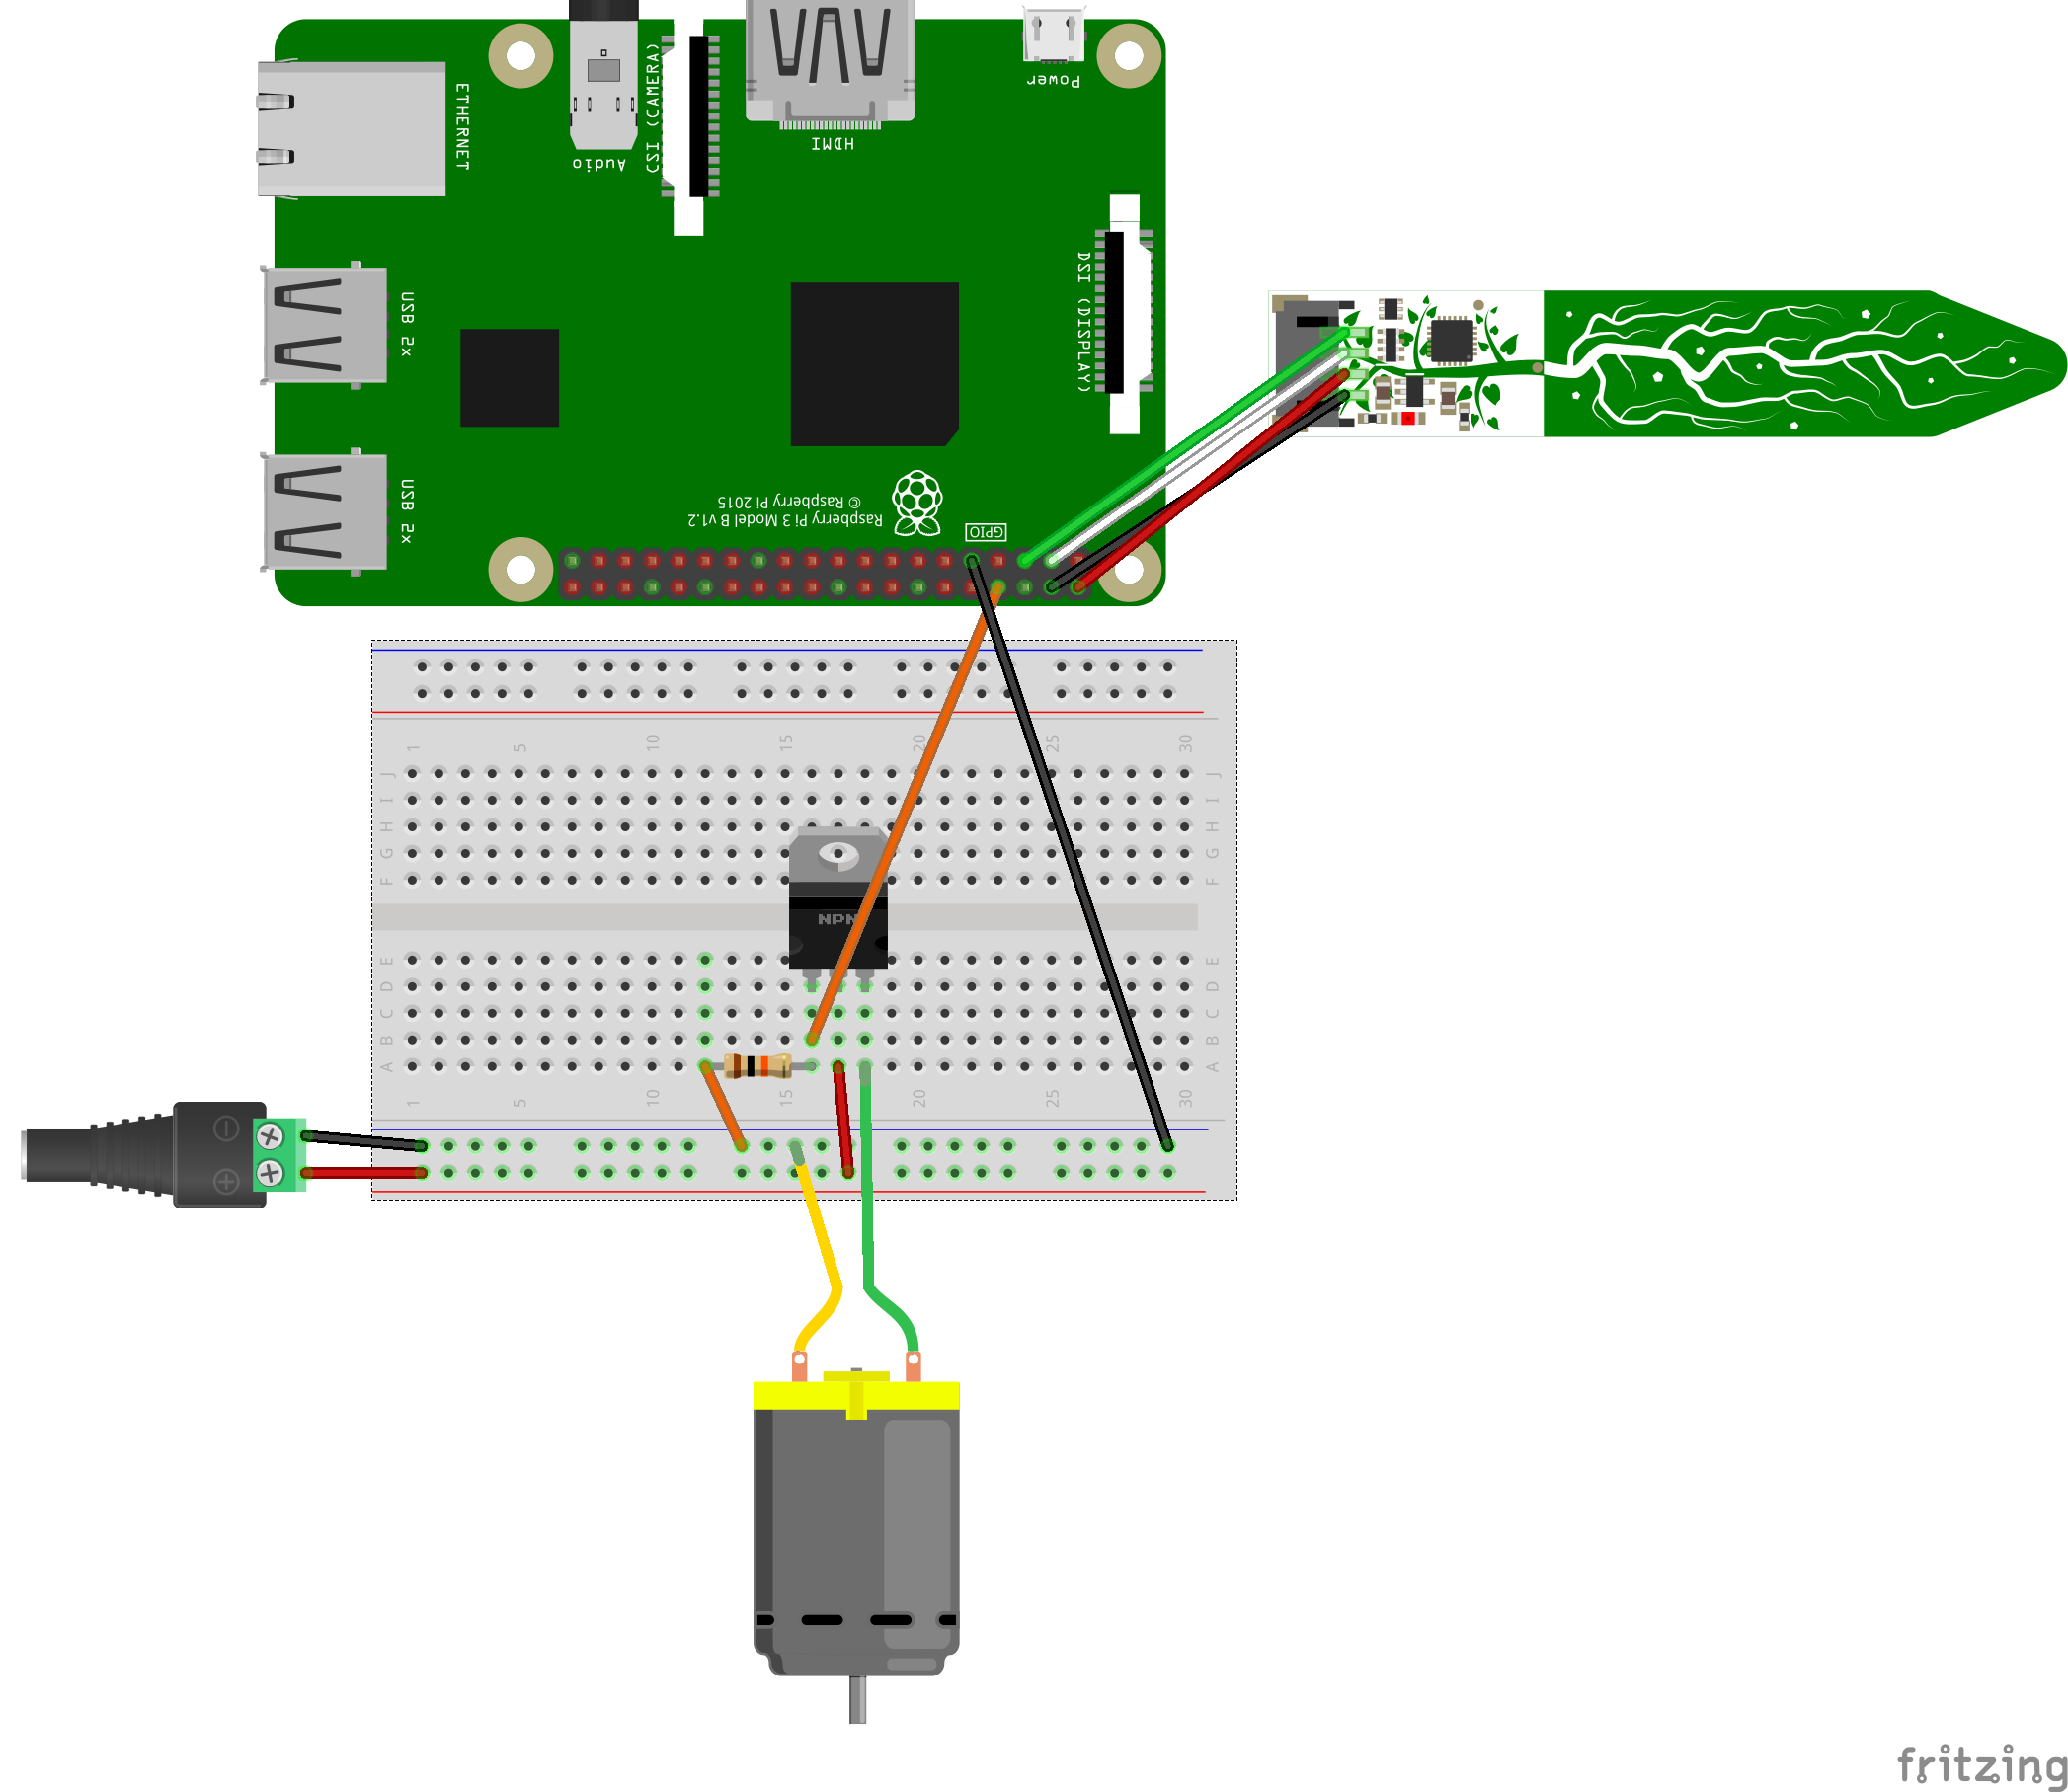 ETHERNET
Audio
CSI (CAMERA)
HDMI
Power
DSI (DISPLAY)
USB 2x
USB 2x
Raspberry Pi 3 Model B v1.2
© Raspberry Pi 2015
GPIO
1 5 10 15 20 25 30
J J
I I
H H
G G
F F
NPN
E E
D D
C C
B B
A A
1 5 10 15 20 25 30
fritzing